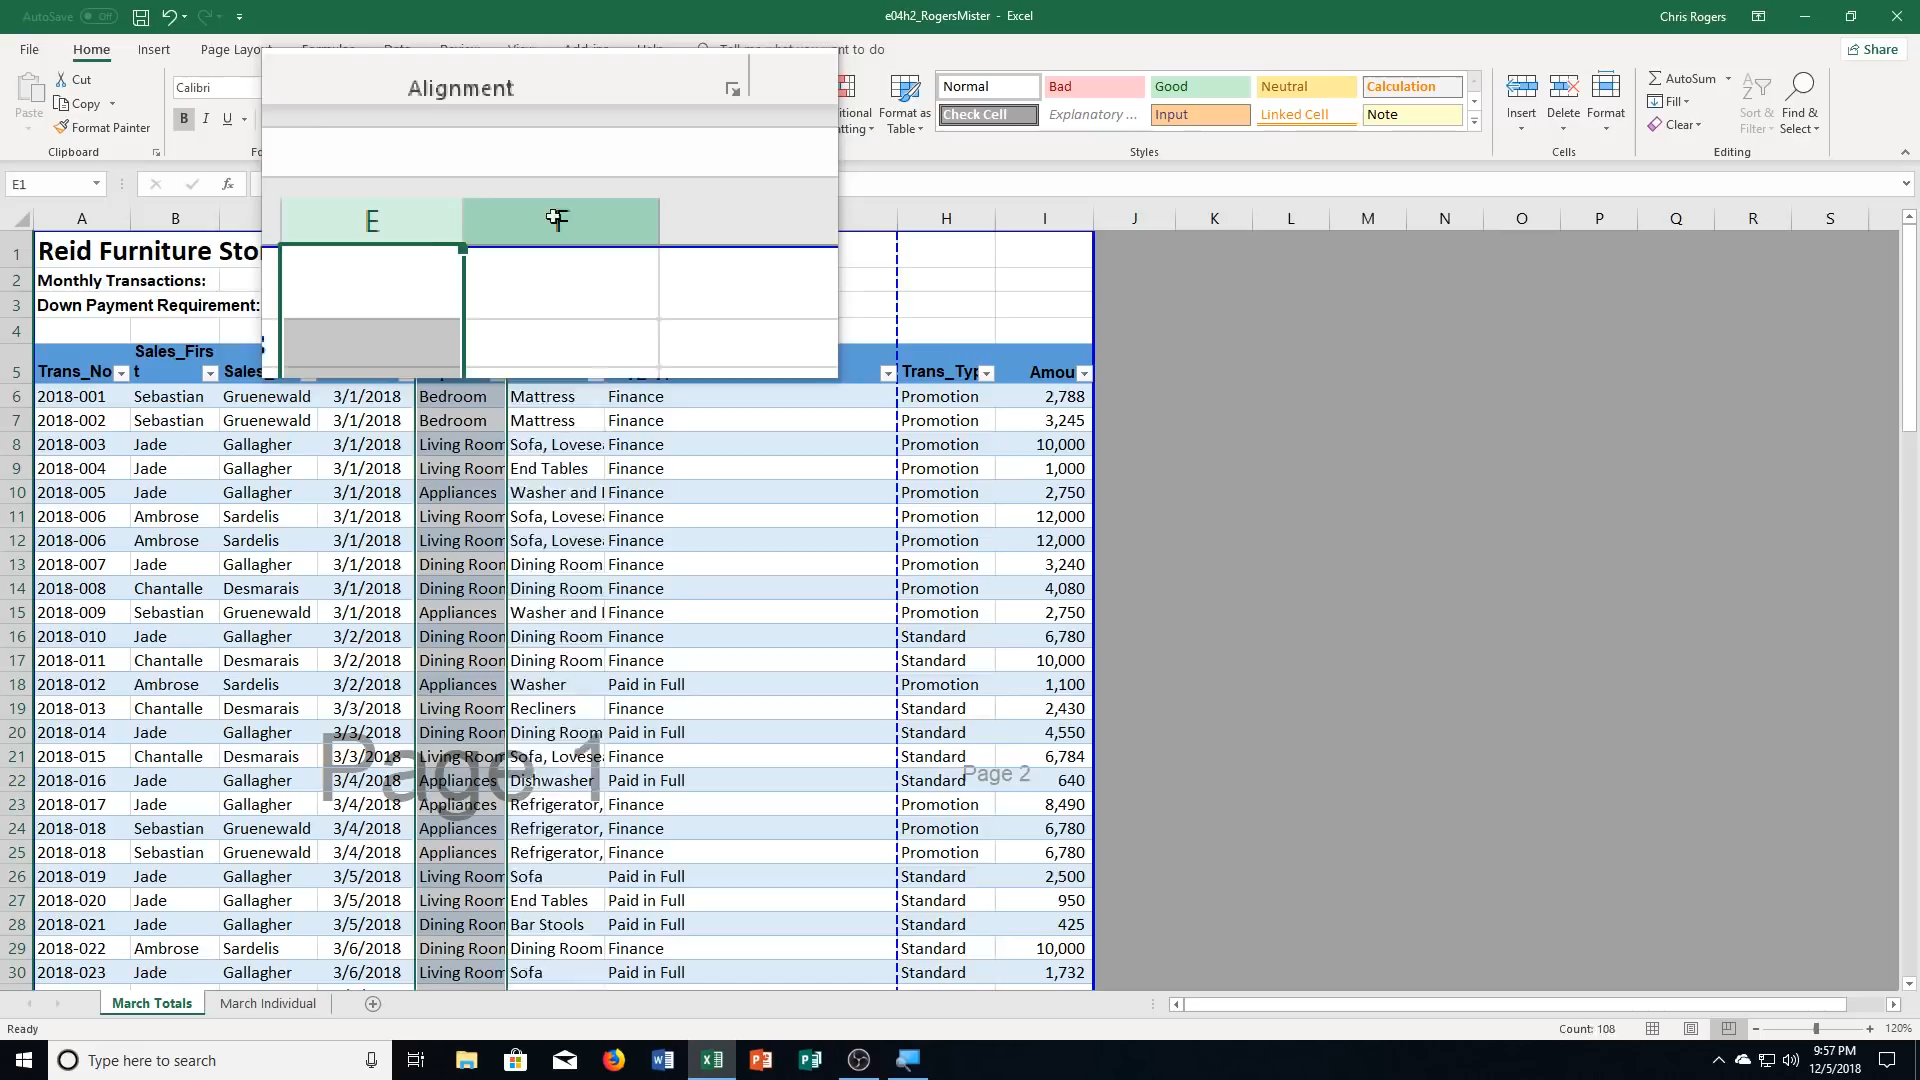 AutoSave Off
e04h2_RogersMister - Excel
Chris Rogers
File Home Insert Page Layou Tell me what you want to do
Share
Paste
Cut
Copy
Format Painter
Clipboard
Calibri
B I U
Alignment
Format as
Table
Normal Bad Good Neutral Calculation
Check Cell Explanatory ... Input Linked Cell Note
Styles
Insert Delete Format
Cells
AutoSum
Fill
Clear
Sort &
Filter
Find &
Select
Editing
E1
fx
E F
A B H I J K L M N O P Q R S
1 Reid Furniture Sto
2 Monthly Transactions:
3 Down Payment Requirement:
4
5 Trans_No Sales_Firs
t Sales_ Trans_Typ Amou
6 2018-001 Sebastian Gruenewald 3/1/2018 Bedroom Mattress Finance Promotion 2,788
7 2018-002 Sebastian Gruenewald 3/1/2018 Bedroom Mattress Finance Promotion 3,245
8 2018-003 Jade Gallagher 3/1/2018 Living Room Sofa, Lovese Finance Promotion 10,000
9 2018-004 Jade Gallagher 3/1/2018 Living Room End Tables Finance Promotion 1,000
10 2018-005 Jade Gallagher 3/1/2018 Appliances Washer and Finance Promotion 2,750
11 2018-006 Ambrose Sardelis 3/1/2018 Living Room Sofa, Lovese Finance Promotion 12,000
12 2018-006 Ambrose Sardelis 3/1/2018 Living Room Sofa, Lovese Finance Promotion 12,000
13 2018-007 Jade Gallagher 3/1/2018 Dining Room Dining Room Finance Promotion 3,240
14 2018-008 Chantalle Desmarais 3/1/2018 Dining Room Dining Room Finance Promotion 4,080
15 2018-009 Sebastian Gruenewald 3/1/2018 Appliances Washer and Finance Promotion 2,750
16 2018-010 Jade Gallagher 3/2/2018 Dining Room Dining Room Finance Standard 6,780
17 2018-011 Chantalle Desmarais 3/2/2018 Dining Room Dining Room Finance Standard 10,000
18 2018-012 Ambrose Sardelis 3/2/2018 Appliances Washer Paid in Full Promotion 1,100
19 2018-013 Chantalle Desmarais 3/3/2018 Living Room Recliners Finance Standard 2,430
20 2018-014 Jade Gallagher 3/3/2018 Dining Room Dining Room Paid in Full Standard 4,550
21 2018-015 Chantalle Desmarais 3/3/2018 Living Room Sofa, Lovese Finance Standard 6,784
Page 1 Page 2
22 2018-016 Jade Gallagher 3/4/2018 Appliances Dishwasher Paid in Full Standard 640
23 2018-017 Jade Gallagher 3/4/2018 Appliances Refrigerator, Finance Promotion 8,490
24 2018-018 Sebastian Gruenewald 3/4/2018 Appliances Refrigerator, Finance Promotion 6,780
25 2018-018 Sebastian Gruenewald 3/4/2018 Appliances Refrigerator, Finance Promotion 6,780
26 2018-019 Jade Gallagher 3/5/2018 Living Room Sofa Paid in Full Standard 2,500
27 2018-020 Jade Gallagher 3/5/2018 Living Room End Tables Paid in Full Standard 950
28 2018-021 Jade Gallagher 3/5/2018 Dining Room Bar Stools Paid in Full Standard 425
29 2018-022 Ambrose Sardelis 3/6/2018 Dining Room Dining Room Finance Standard 10,000
30 2018-023 Jade Gallagher 3/6/2018 Living Room Sofa Paid in Full Standard 1,732
March Totals March Individual
Ready
Count: 108
120%
Type here to search
9:57 PM
12/5/2018